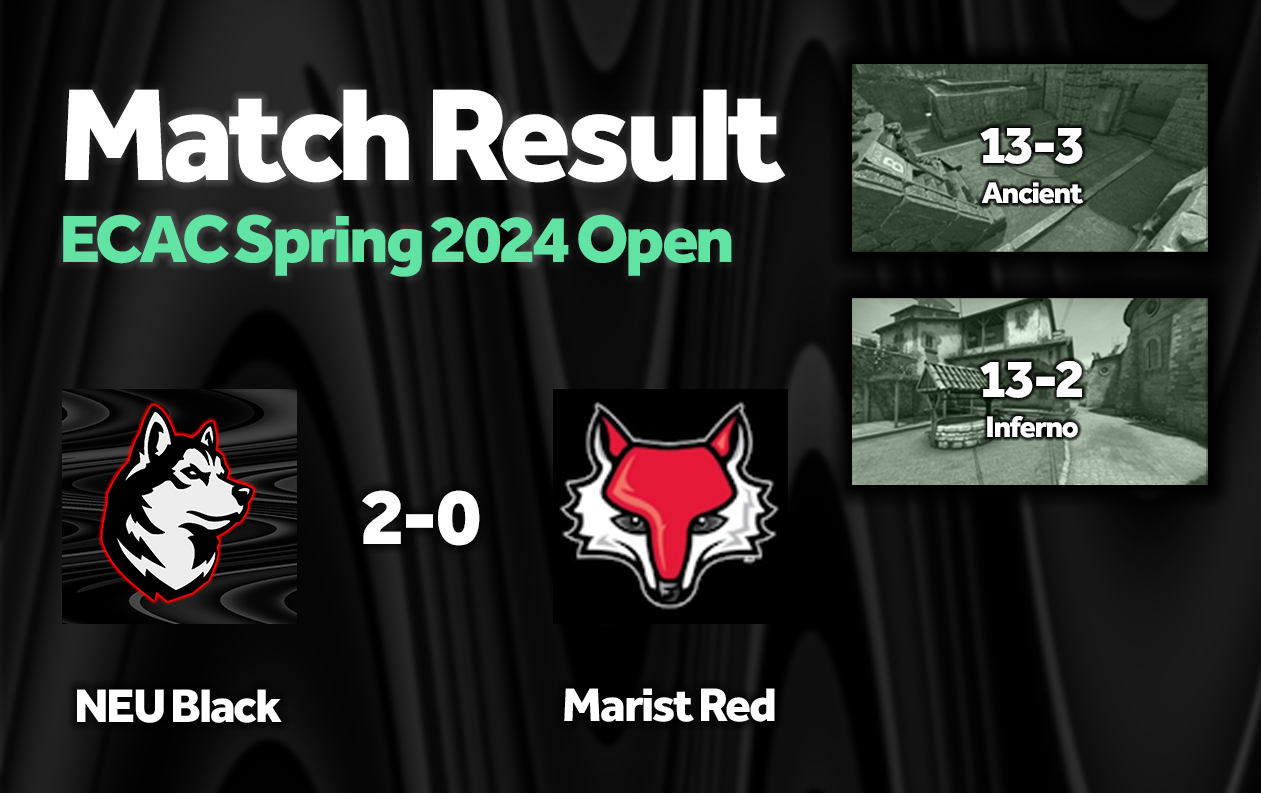 Match Result
ECAC Spring 2024 Open
13-3
Ancient
13-2
Inferno
2-0
NEU Black
Marist Red